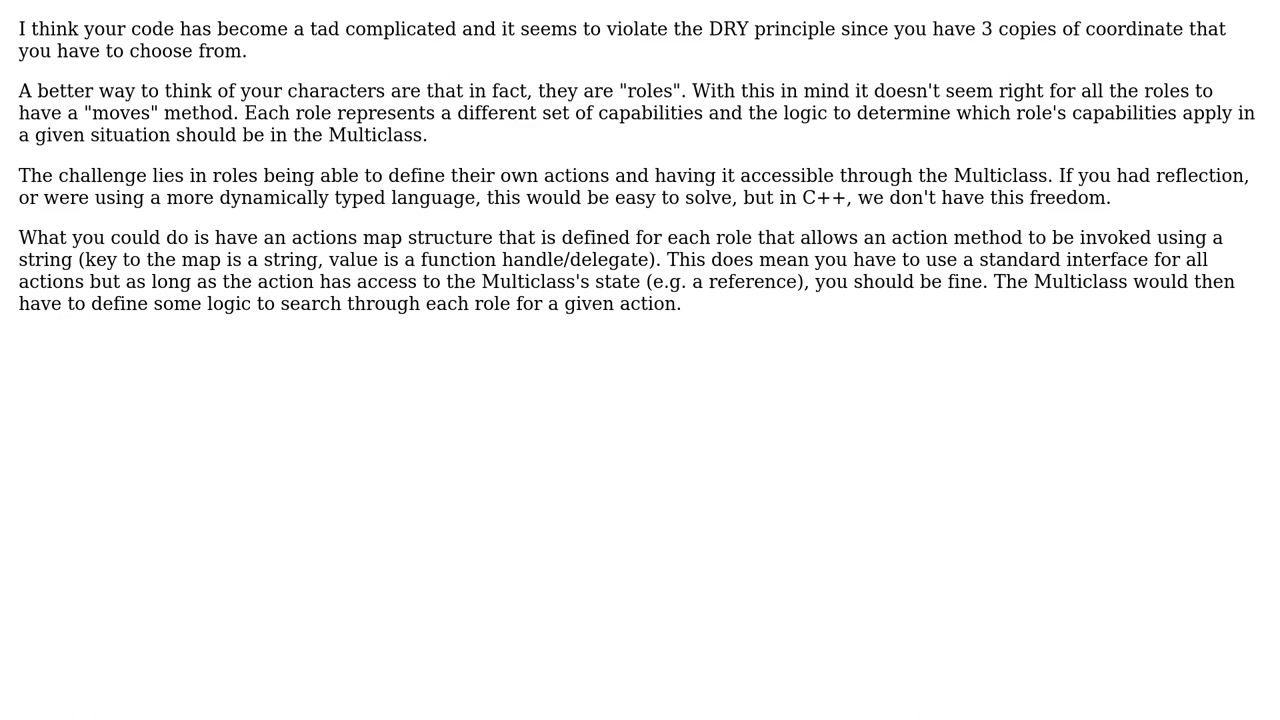 I think your code has become a tad complicated and it seems to violate the DRY principle since you have 3 copies of coordinate that
you have to choose from.
A better way to think of your characters are that in fact, they are "roles". With this in mind it doesn't seem right for all the roles to
have a "moves" method. Each role represents a different set of capabilities and the logic to determine which role's capabilities apply in
a given situation should be in the Multiclass.
The challenge lies in roles being able to define their own actions and having it accessible through the Multiclass. If you had reflection,
or were using a more dynamically typed language, this would be easy to solve, but in C++, we don't have this freedom.
What you could do is have an actions map structure that is defined for each role that allows an action method to be invoked using a
string (key to the map is a string, value is a function handle/delegate). This does mean you have to use a standard interface for all
actions but as long as the action has access to the Multiclass's state (e.g. a reference), you should be fine. The Multiclass would then
have to define some logic to search through each role for a given action.